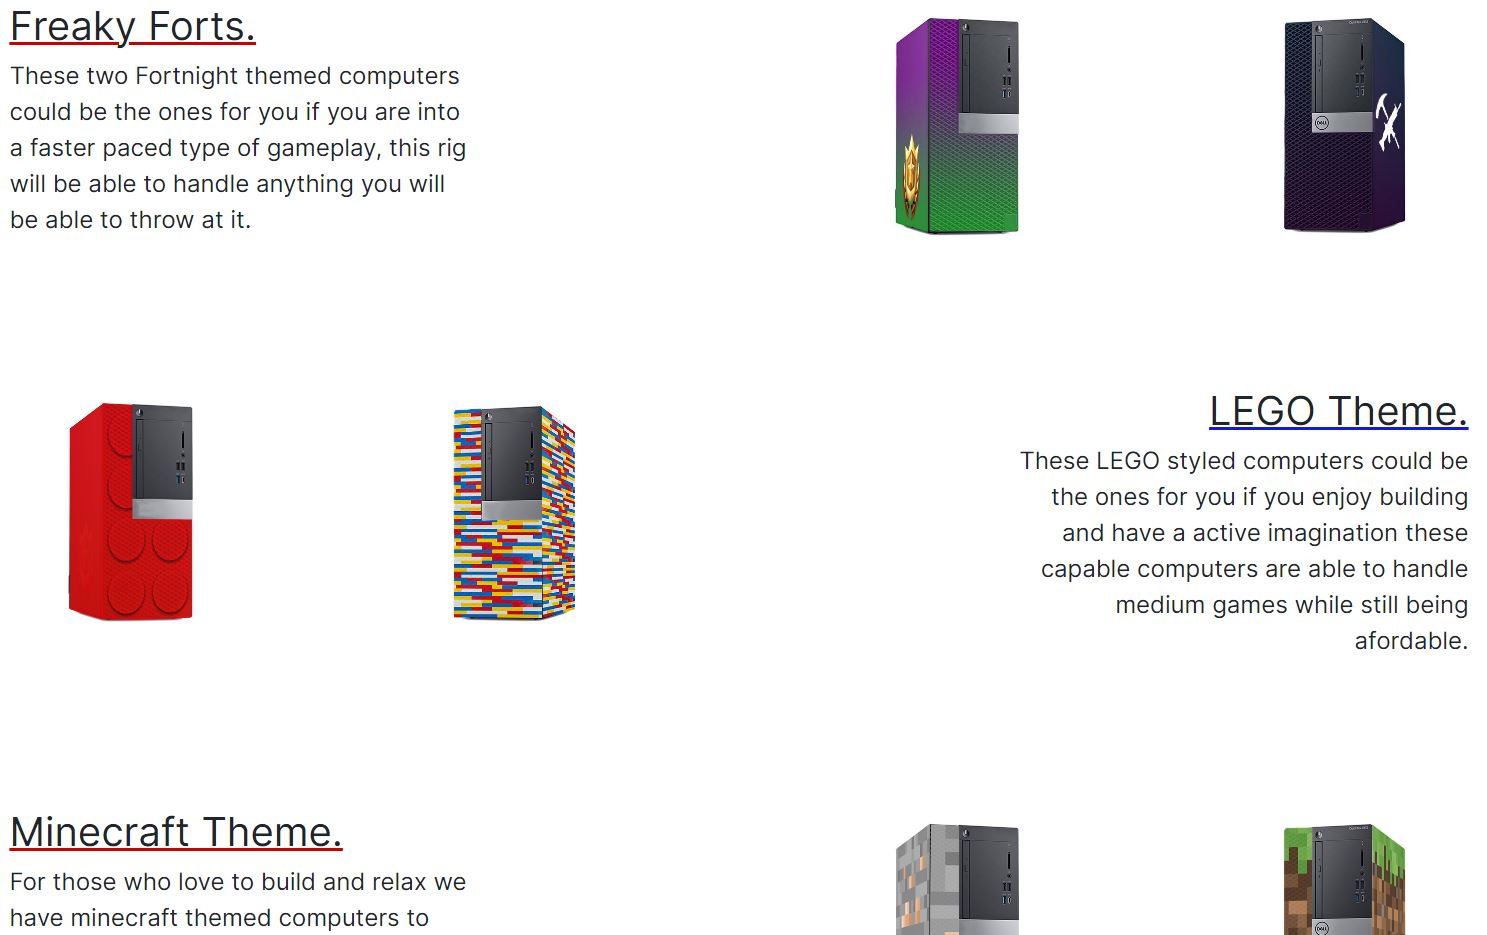 Freaky Forts.
These two Fortnight themed computers
could be the ones for you if you are into
a faster paced type of gameplay, this rig
will be able to handle anything you will
be able to throw at it.
DELL
LEGO Theme.
These LEGO styled computers could be
the ones for you if you enjoy building
and have a active imagination these
capable computers are able to handle
medium games while still being
afordable.
Minecraft Theme.
For those who love to build and relax we
have minecraft themed computers to
DELL